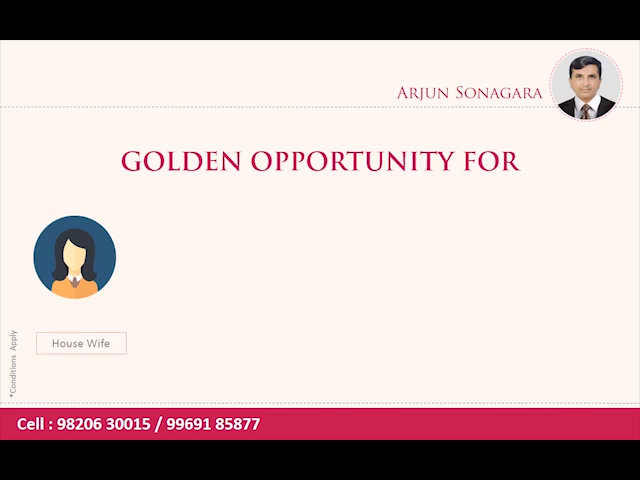 Arjun Sonagara
GOLDEN OPPORTUNITY FOR
House Wife
*Conditions Apply
Cell : 98206 30015 / 99691 85877